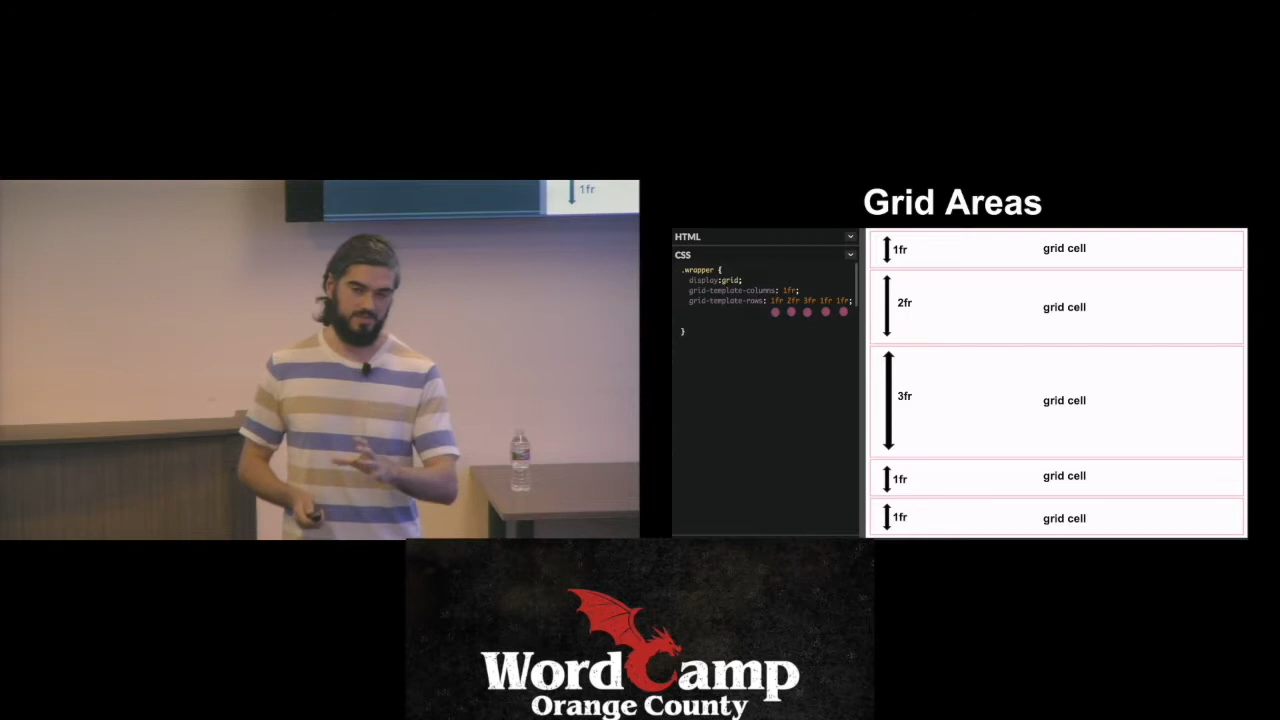 1fr
Grid Areas
HTML
CSS
.wrapper {
display:grid;
grid-template-columns: 1fr;
grid-template-rows: 1fr 2fr 3fr 1fr 1fr;
}
1fr grid cell
2fr grid cell
3fr grid cell
1fr grid cell
1fr grid cell
WordCamp
Orange County